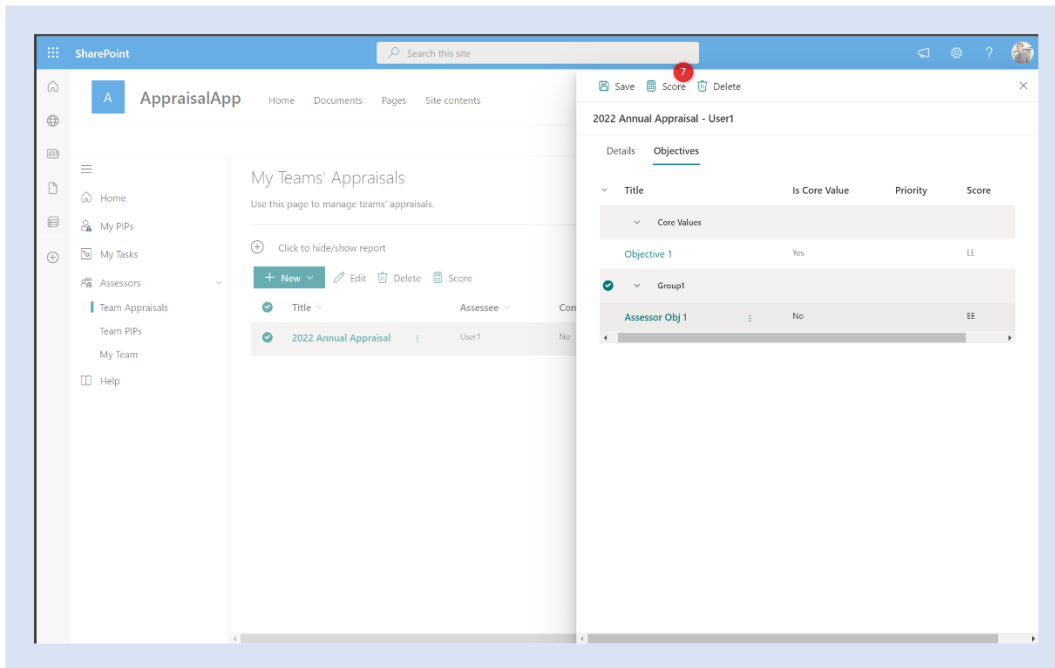 SharePoint
Search this site
?
A
AppraisalApp
Home Documents Pages Site contents
Home
My PIPs
My Tasks
Assessors
Team Appraisals
Team PIPs
My Team
Help
My Teams' Appraisals
Use this page to manage teams' appraisals.
Click to hide/show report
+ New Edit Delete Score
Title Assessee
2022 Annual Appraisal User1 No
7
Save Score Delete
2022 Annual Appraisal - User1
Details Objectives
Title Is Core Value Priority Score
Core Values
Objective 1 Yes EE
Group1
Assessor Obj 1 No EE